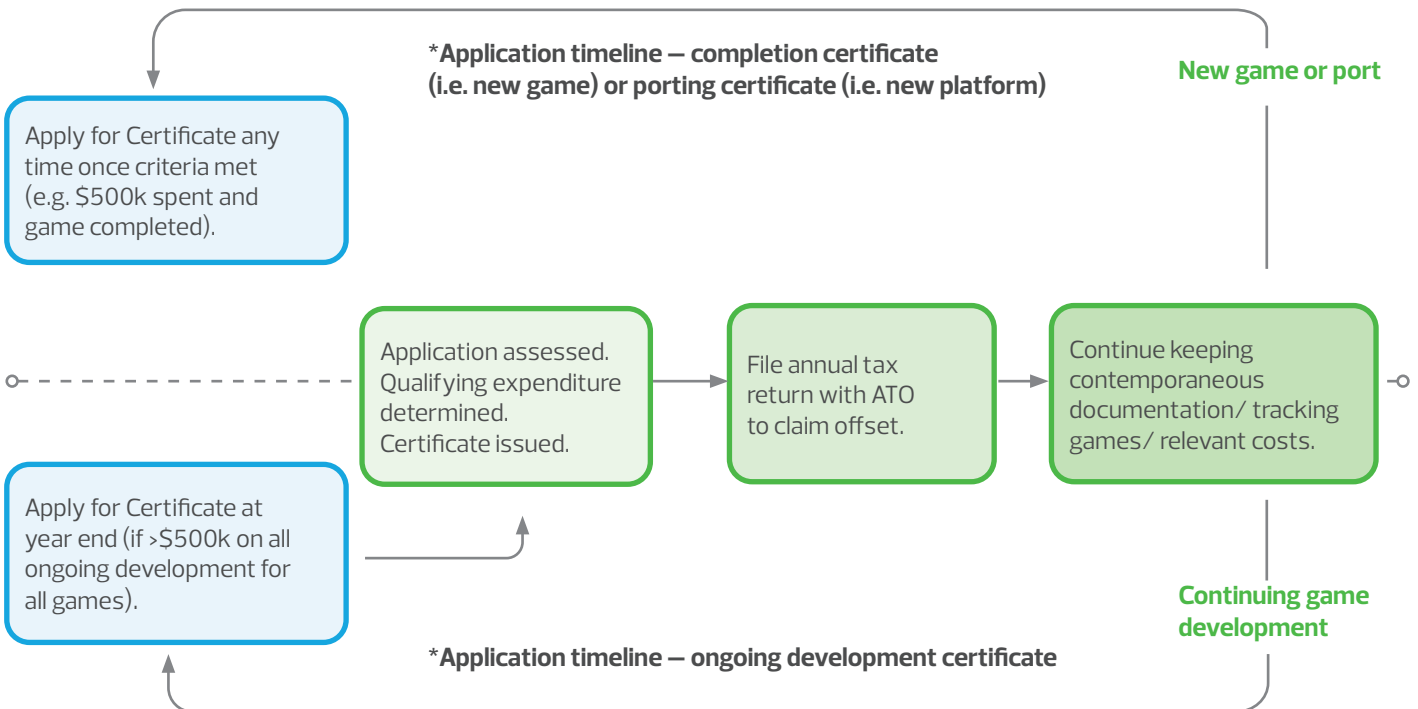 *Application timeline – completion certificate
(i.e. new game) or porting certificate (i.e. new platform)
New game or port
Apply for Certificate any
time once criteria met
(e.g. $500k spent and
game completed).
Application assessed.
Qualifying expenditure
determined.
Certificate issued.
File annual tax
return with ATO
to claim offset.
Continue keeping
contemporaneous
documentation/ tracking
games/ relevant costs.
Apply for Certificate at
year end (if >$500k on all
ongoing development for
all games).
Continuing game
development
*Application timeline – ongoing development certificate